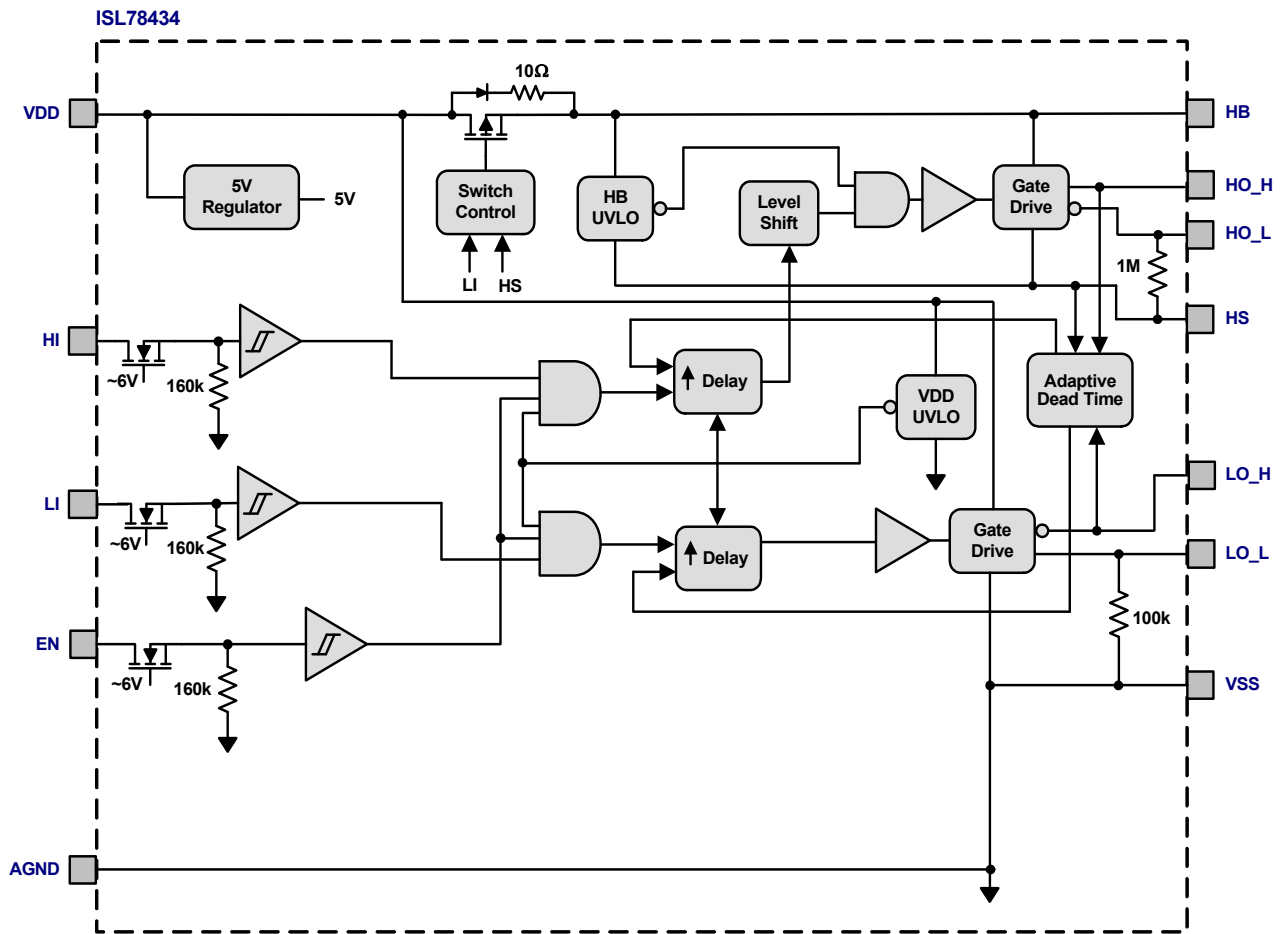 ISL78434
10Ω
VDD
HB
5V
Regulator
5V
Switch
Control
HB
UVLO
Level
Shift
Gate
Drive
HO_H
HO_L
1M
LI
HS
HS
HI
~6V
160k
Delay
VDD
UVLO
Adaptive
Dead Time
LI
~6V
160k
Delay
Gate
Drive
LO_H
LO_L
100k
EN
~6V
160k
VSS
AGND